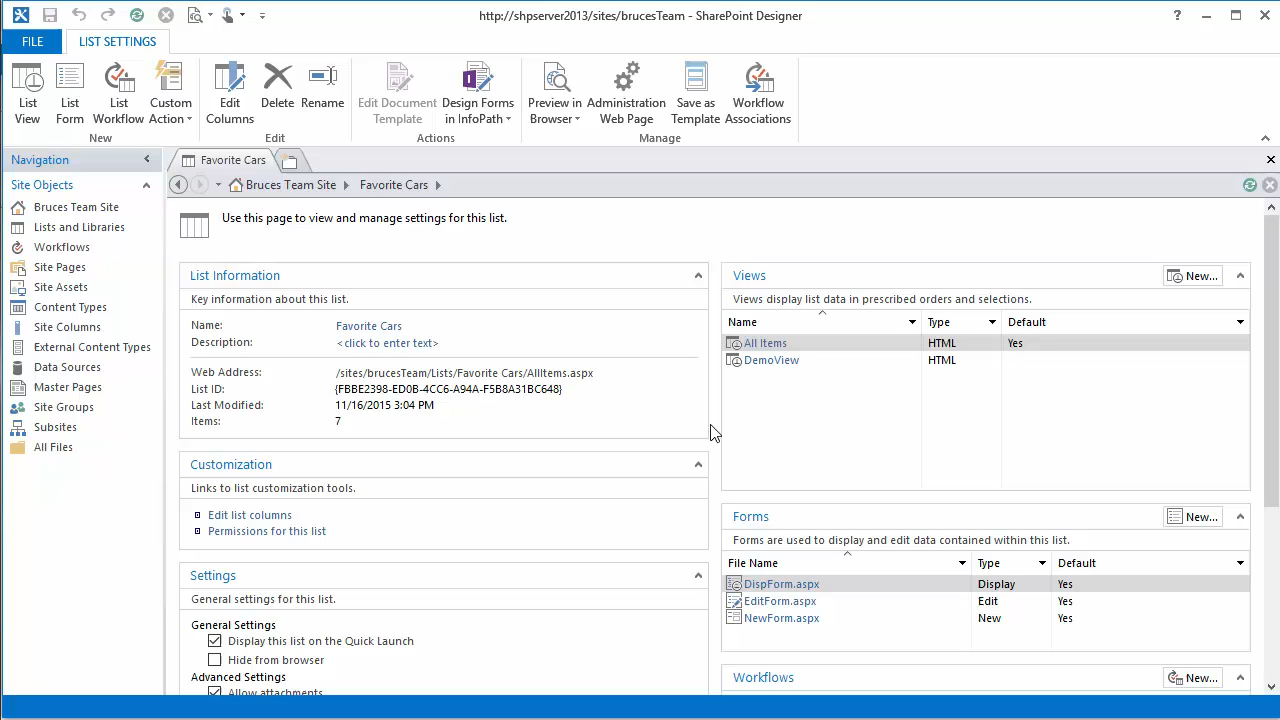 http://shpserver2013/sites/brucesTeam - SharePoint Designer
?
FILE
LIST SETTINGS
List View
List Form
List Workflow
Custom Action
Edit Columns
Delete
Rename
Edit Document Template
Design Forms in InfoPath
Preview in Browser
Administration Web Page
Save as Template
Workflow Associations
New
Edit
Actions
Manage
Navigation
Site Objects
Bruces Team Site
Lists and Libraries
Workflows
Site Pages
Site Assets
Content Types
Site Columns
External Content Types
Data Sources
Master Pages
Site Groups
Subsites
All Files
Favorite Cars
Bruces Team Site
Favorite Cars
Use this page to view and manage settings for this list.
List Information
Key information about this list.
Name: Favorite Cars
Description: <click to enter text>
Web Address: /sites/brucesTeam/Lists/Favorite Cars/AllItems.aspx
List ID: {FBBE2398-ED0B-4CC6-A94A-F5B8A31BC648}
Last Modified: 11/16/2015 3:04 PM
Items: 7
Customization
Links to list customization tools.
Edit list columns
Permissions for this list
Settings
General settings for this list.
General Settings
Display this list on the Quick Launch
Hide from browser
Advanced Settings
Allow attachments
Views
New...
Views display list data in prescribed orders and selections.
Name Type Default
All Items HTML Yes
DemoView HTML
Forms
New...
Forms are used to display and edit data contained within this list.
File Name Type Default
DispForm.aspx Display Yes
EditForm.aspx Edit Yes
NewForm.aspx New Yes
Workflows
New...